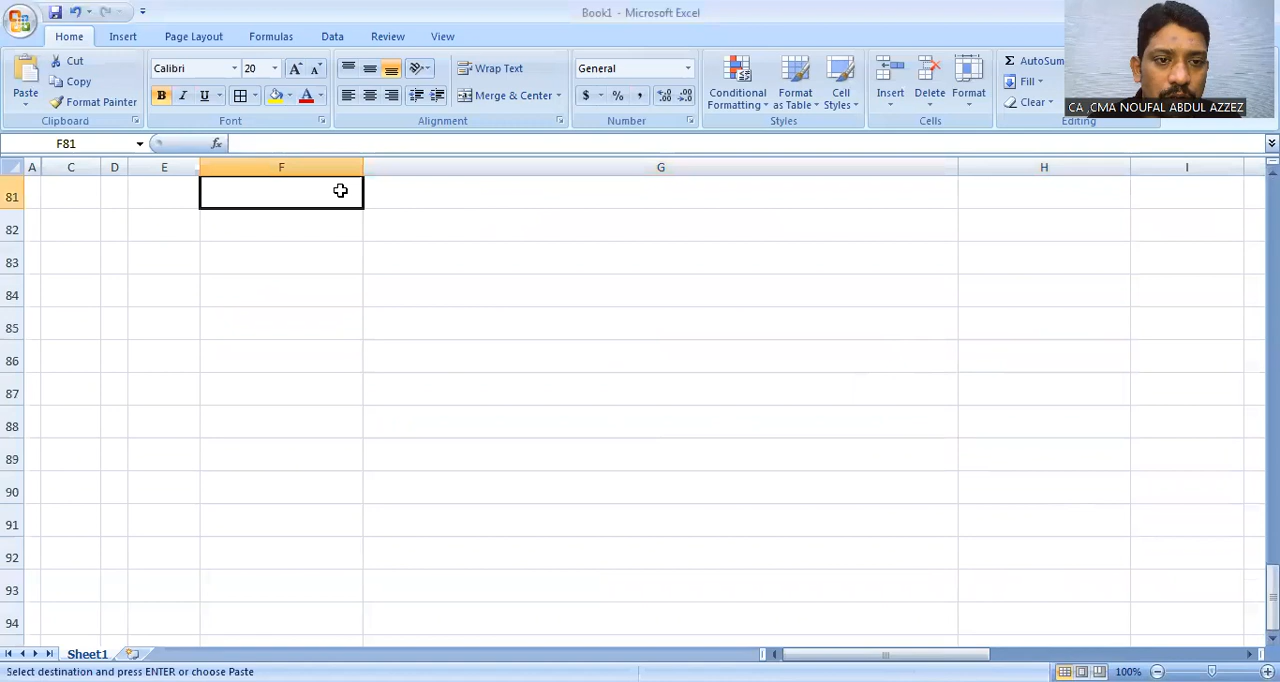 Book1 - Microsoft Excel
Home Insert Page Layout Formulas Data Review View
Paste
Cut
Copy
Format Painter
Clipboard
Calibri 20 A A
B I U A
Font
Wrap Text
Merge & Center
Alignment
General
$ % , .00 .00
Number
Conditional Formatting
Format as Table
Cell Styles
Styles
Insert Delete Format
Cells
Σ AutoSum
Fill
Clear
Editing
CA ,CMA NOUFAL ABDUL AZZEZ
F81 fx
A C D E F G H I
81
82
83
84
85
86
87
88
89
90
91
92
93
94
Sheet1
Select destination and press ENTER or choose Paste 100%